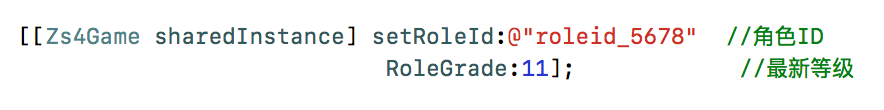 [[Zs4Game sharedInstance] setRoleId:@"roleid_5678" //角色ID
RoleGrade:11]; //最新等级